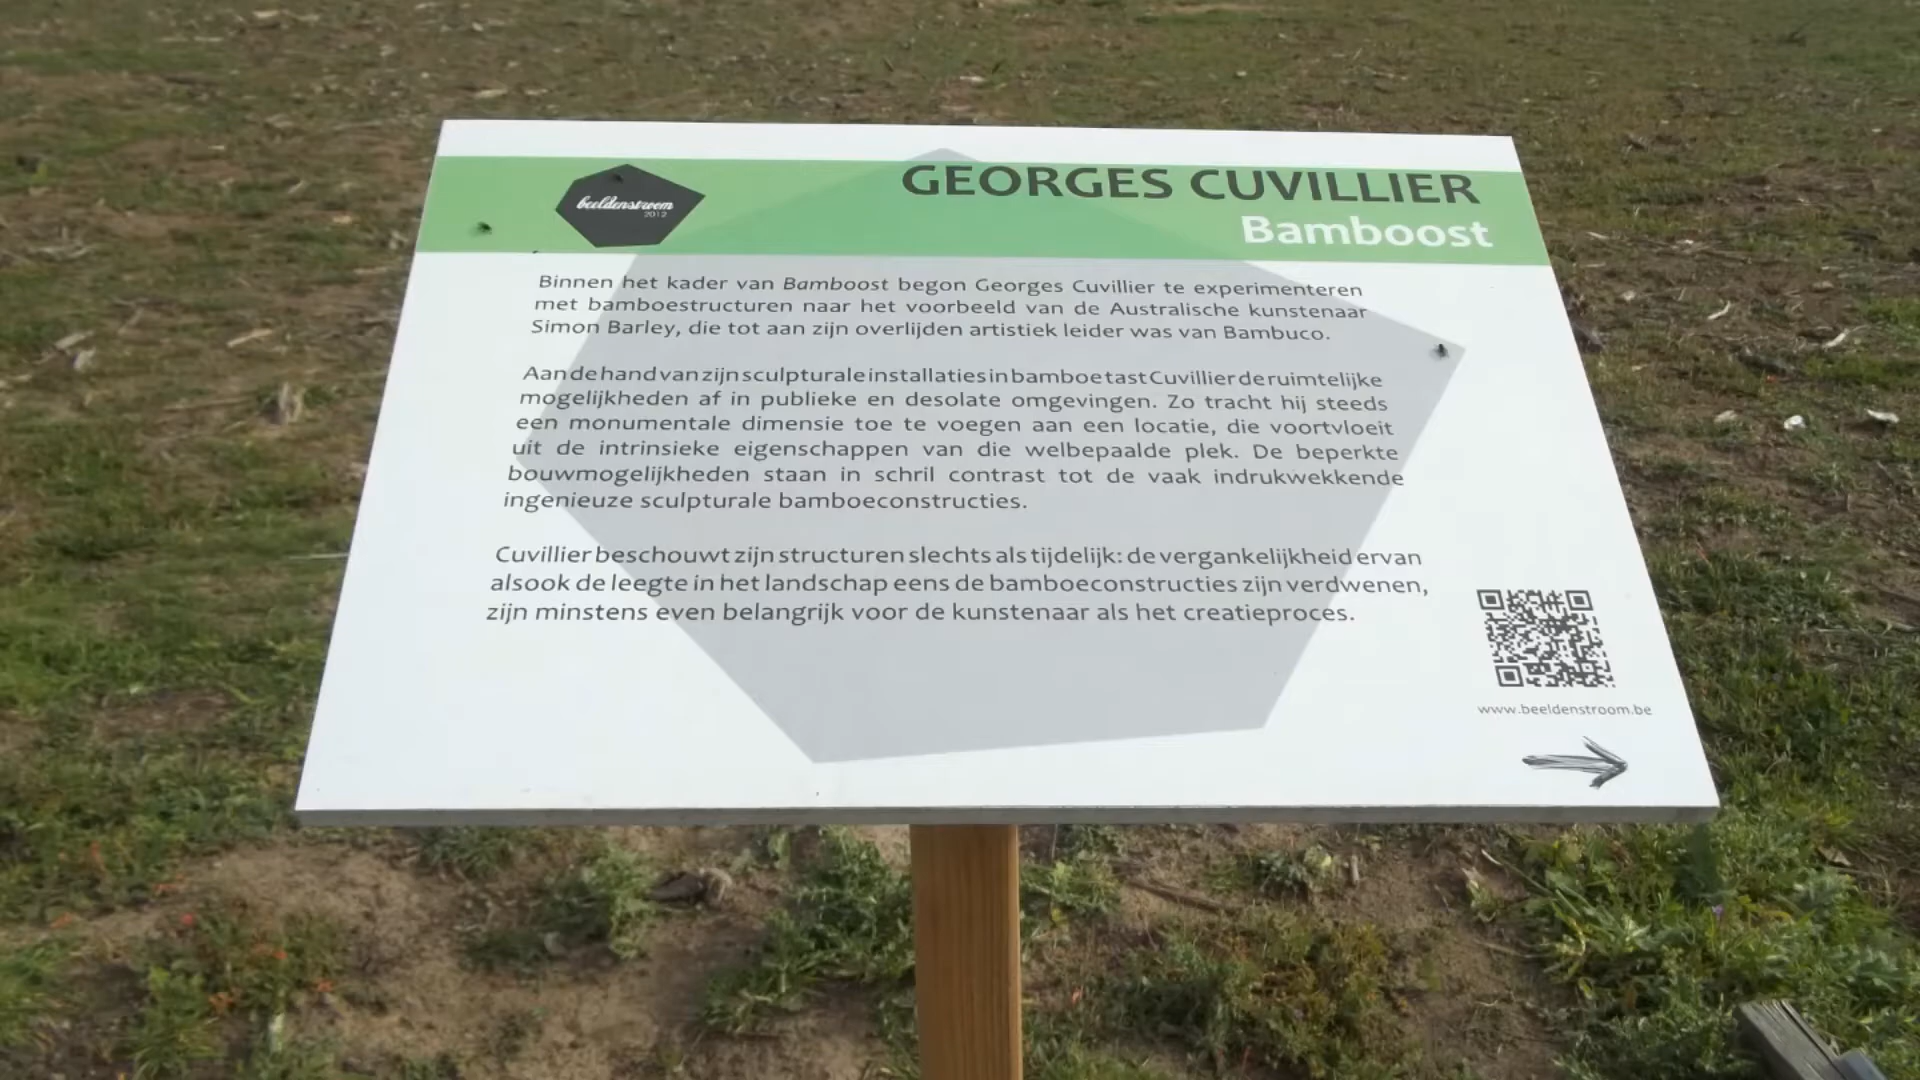 beeldenstroom
2012
GEORGES CUVILLIER
Bamboost
Binnen het kader van Bamboost begon Georges Cuvillier te experimenteren
met bamboestructuren naar het voorbeeld van de Australische kunstenaar
Simon Barley, die tot aan zijn overlijden artistiek leider was van Bambuco.
Aan de hand van zijn sculpturale installaties in bamboe tast Cuvillier de ruimtelijke
mogelijkheden af in publieke en desolate omgevingen. Zo tracht hij steeds
een monumentale dimensie toe te voegen aan een locatie, die voortvloeit
uit de intrinsieke eigenschappen van die welbepaalde plek. De beperkte
bouwmogelijkheden staan in schril contrast tot de vaak indrukwekkende
ingenieuze sculpturale bamboeconstructies.
Cuvillier beschouwt zijn structuren slechts als tijdelijk: de vergankelijkheid ervan
alsook de leegte in het landschap eens de bamboeconstructies zijn verdwenen,
zijn minstens even belangrijk voor de kunstenaar als het creatieproces.
www.beeldenstroom.be